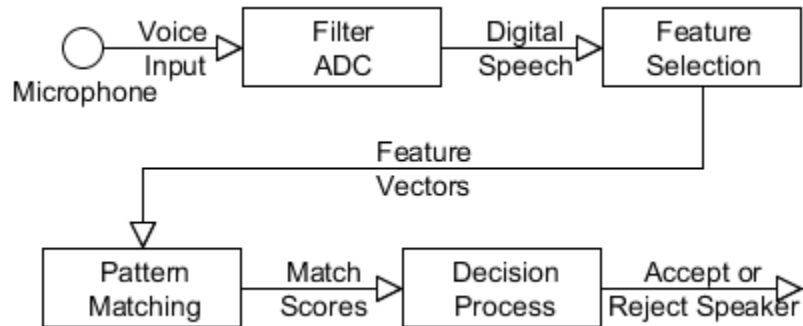 Voice
Input
Microphone
Filter
ADC
Digital
Speech
Feature
Selection
Feature
Vectors
Pattern
Matching
Match
Scores
Decision
Process
Accept or
Reject Speaker